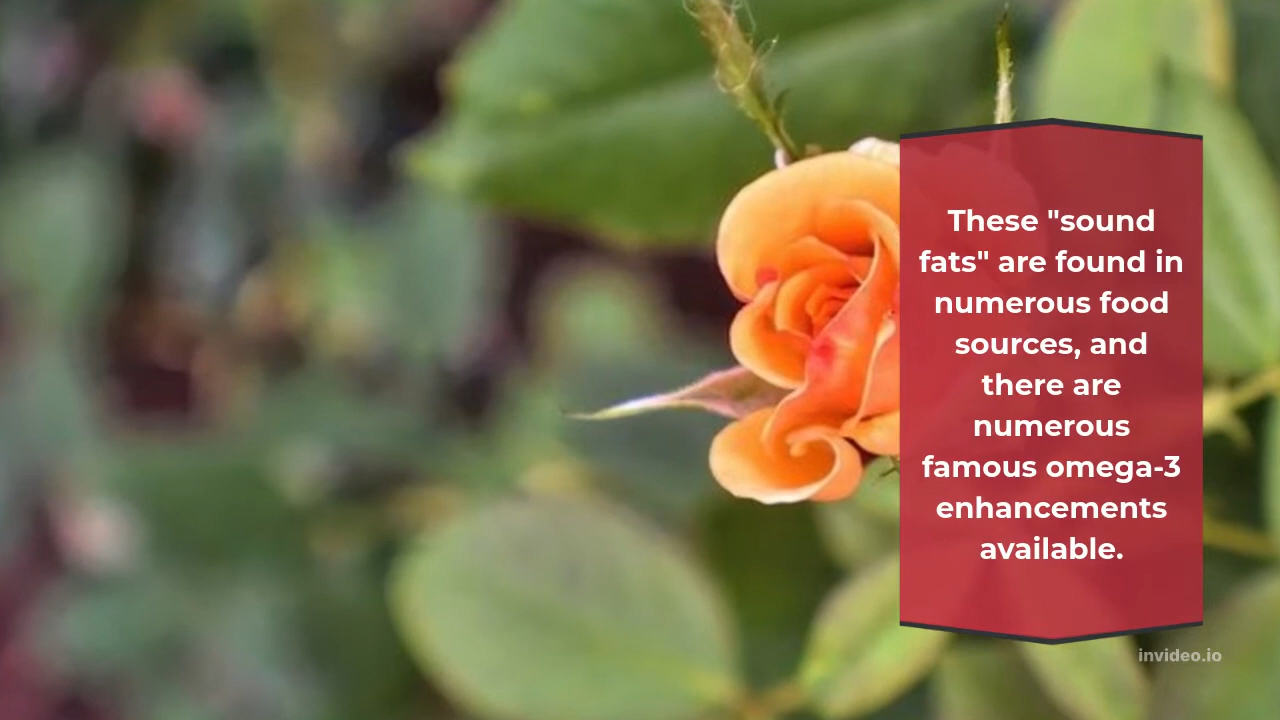 These "sound
fats" are found in
numerous food
sources, and
there are
numerous
famous omega-3
enhancements
available.
invideo.io